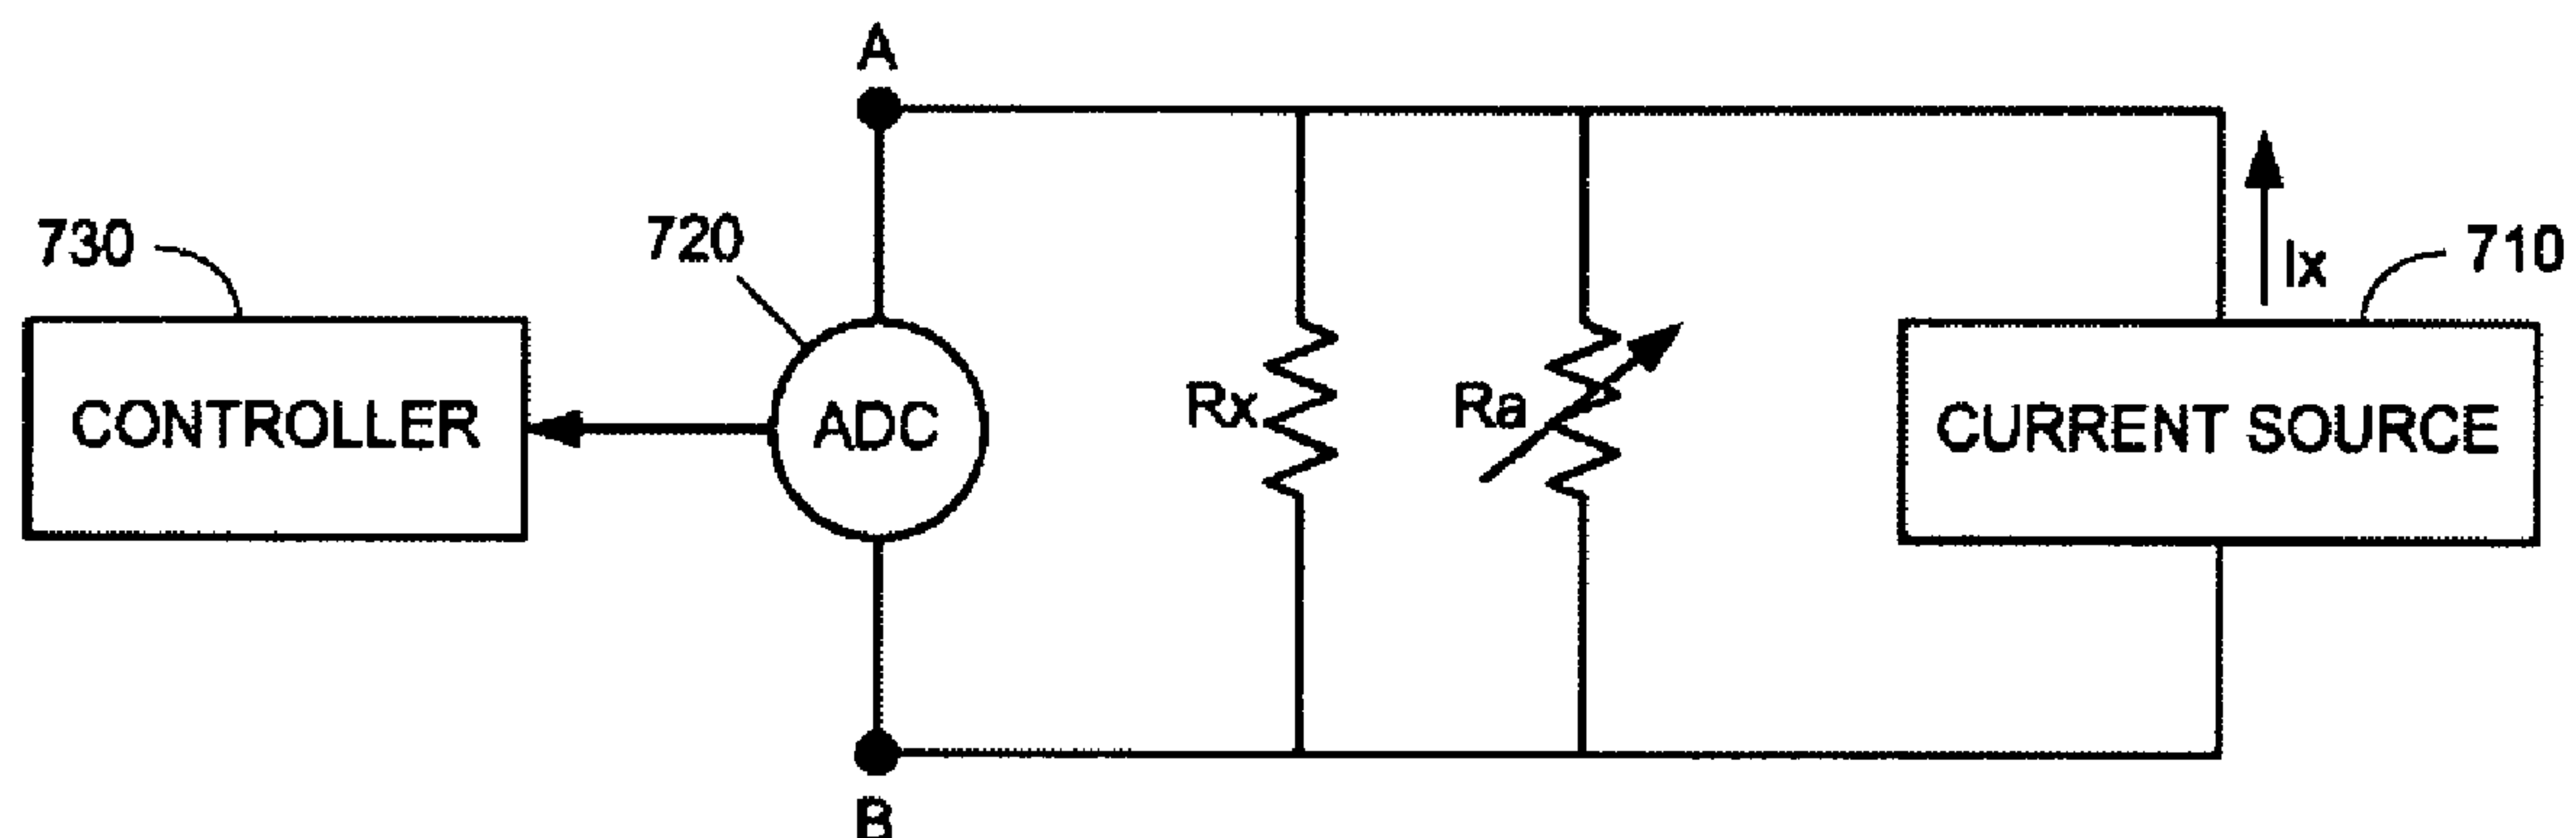 A
730
720
Ix
710
CONTROLLER
ADC
Rx
Ra
CURRENT SOURCE
B